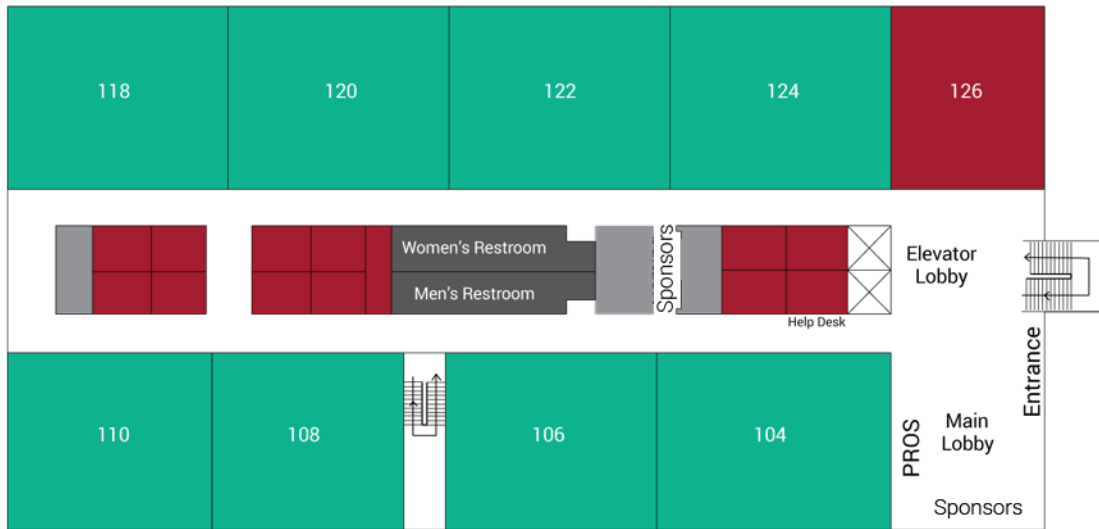 118
120
122
124
126
Women's Restroom
Men's Restroom
Sponsors
Elevator
Lobby
Help Desk
Entrance
110
108
106
104
PROS
Main
Lobby
Sponsors